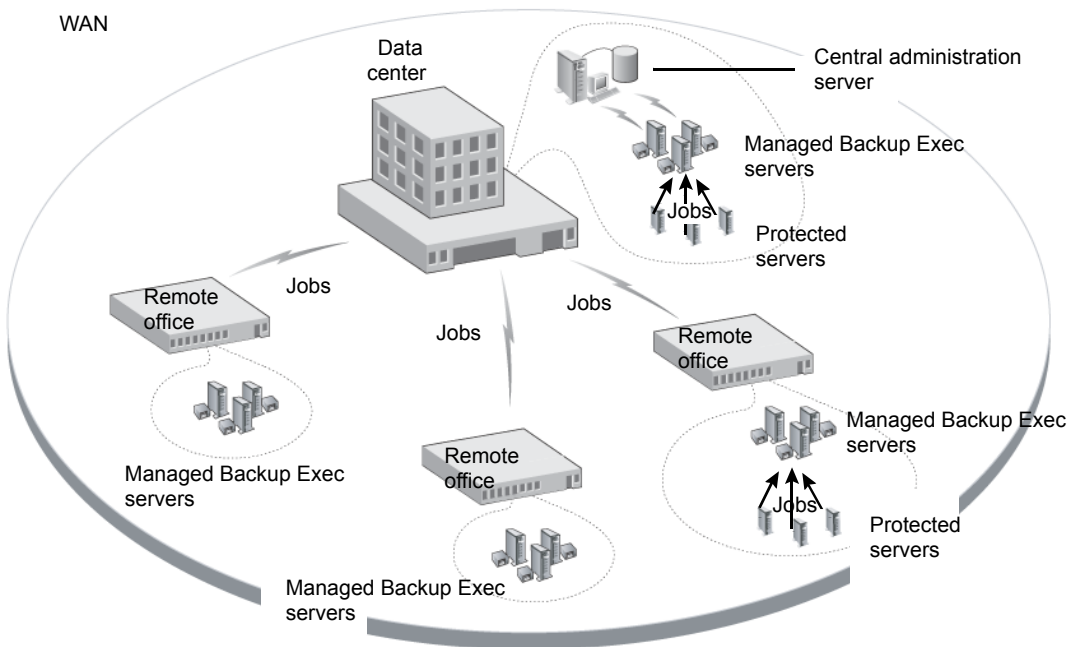 WAN
Data
center
Central administration
server
Managed Backup Exec
servers
Jobs
Protected
servers
Remote
office
Jobs
Jobs
Jobs
Remote
office
Managed Backup Exec
servers
Remote
office
Managed Backup Exec
servers
Jobs
Protected
servers
Managed Backup Exec
servers